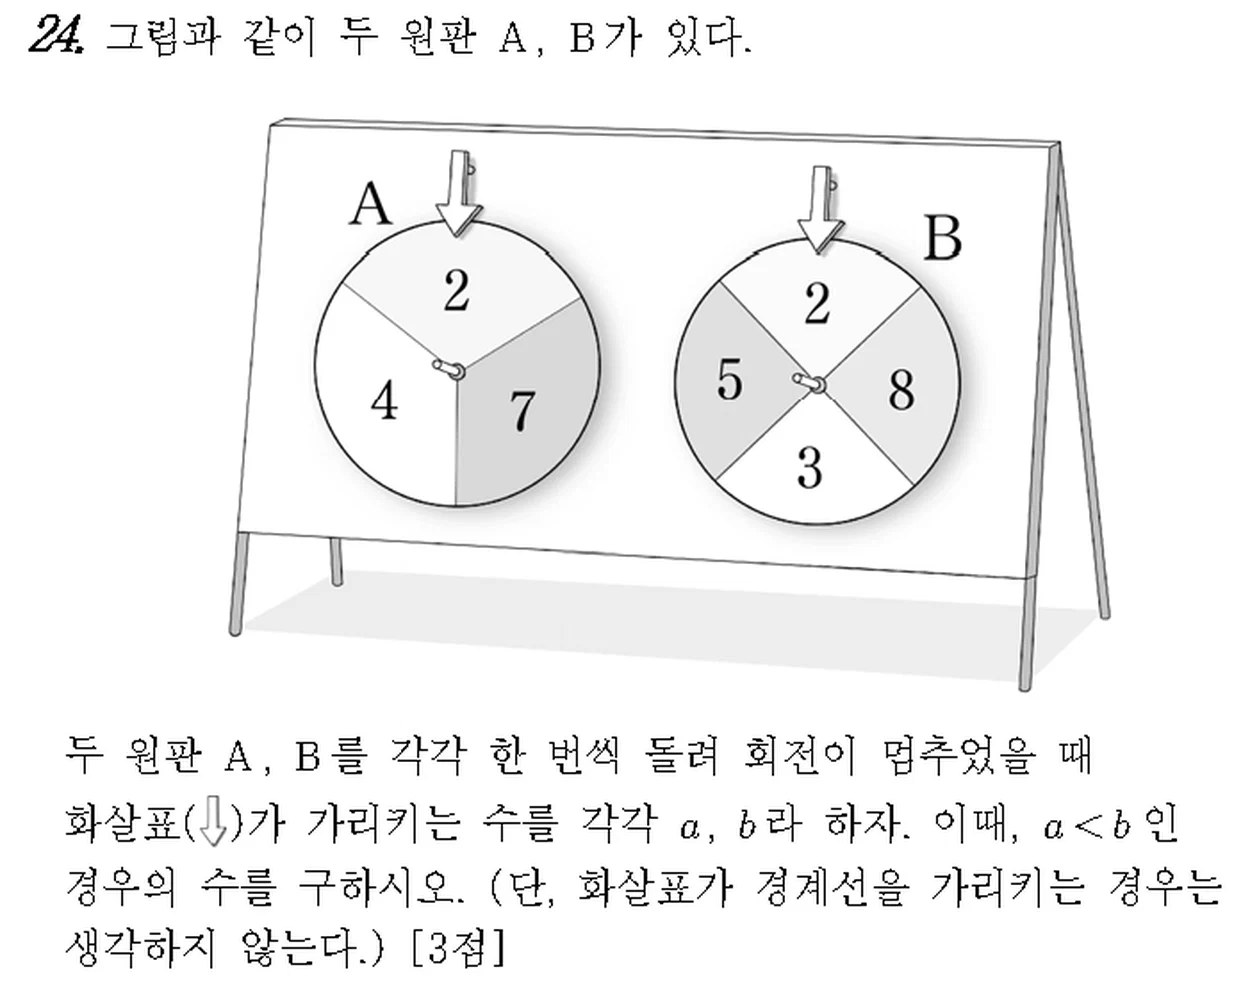 24. 그림과 같이 두 원판 A, B가 있다.
A
B
2
4
7
2
5
8
3
두 원판 A, B를 각각 한 번씩 돌려 회전이 멈추었을 때
화살표(⇩)가 가리키는 수를 각각 a, b라 하자. 이때, a<b인
경우의 수를 구하시오. (단, 화살표가 경계선을 가리키는 경우는
생각하지 않는다.) [3점]